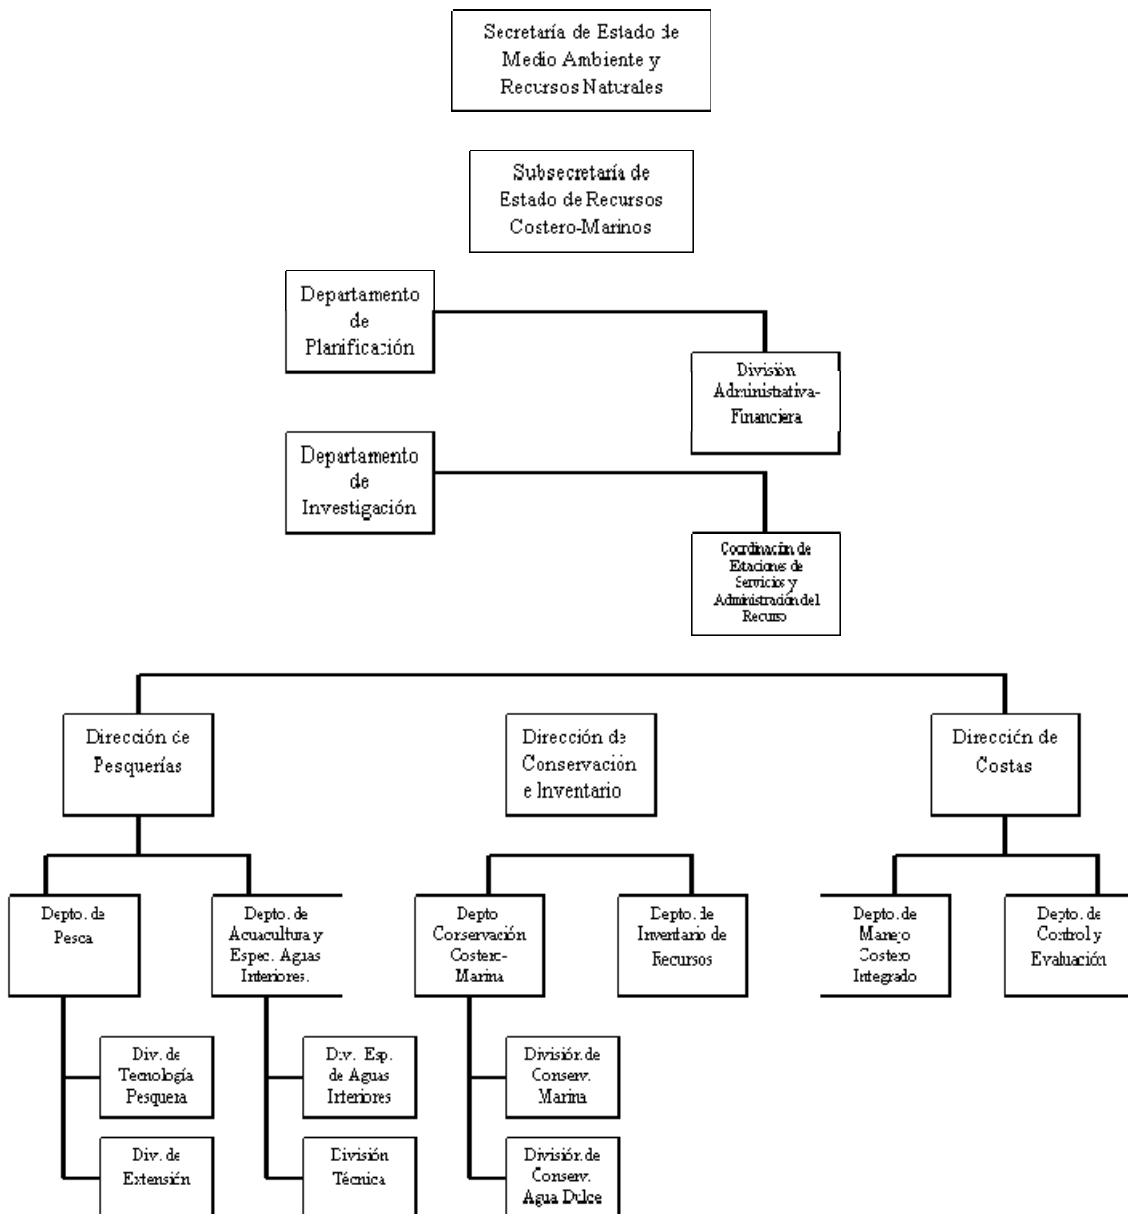 Secretaría de Estado de
Medio Ambiente y
Recursos Naturales
Subsecretaría de
Estado de Recursos
Costero-Marinos
Departamento
de
Planificación
División
Administrativa-
Financiera
Departamento
de
Investigación
Coordinación de
Estaciones de
Servicios y
Administración del
Recurso
Dirección de
Pesquerías
Dirección de
Conservación
e Inventario
Dirección de
Costas
Depto. de
Pesca
Depto. de
Acuacultura y
Espec. Aguas
Interiores.
Depto
Conservación
Costero-
Marina
Depto. de
Inventario de
Recursos
Depto. de
Manejo
Costero
Integrado
Depto. de
Control y
Evaluación
Div. de
Tecnología
Pesquera
Div. Esp.
de Aguas
Interiores
División de
Conserv.
Marina
Div. de
Extensión
División
Técnica
División de
Conserv.
Agua Dulce